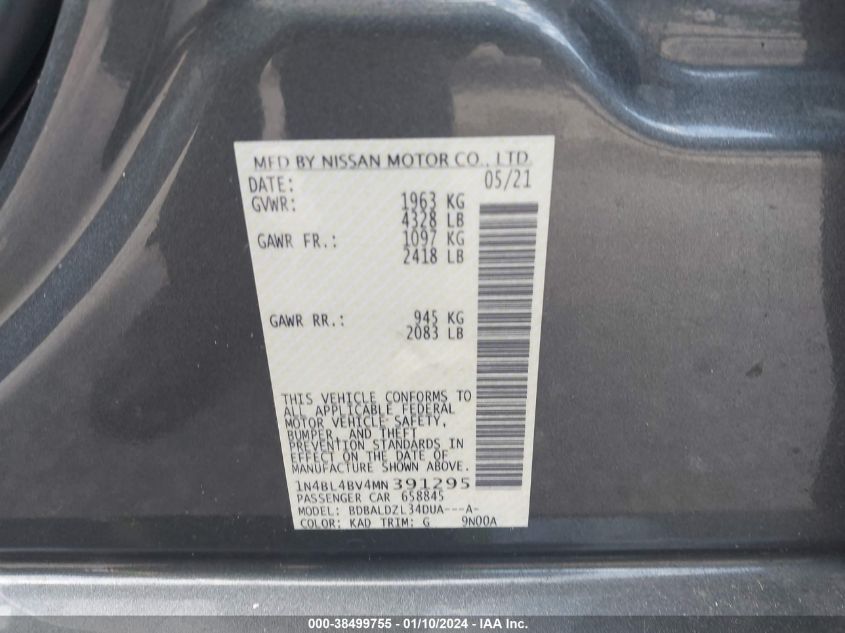 MFD BY NISSAN MOTOR CO., LTD
DATE: 05/21
GVWR: 1963 KG
4328 LB
GAWR FR.: 1097 KG
2418 LB
GAWR RR.: 945 KG
2083 LB
THIS VEHICLE CONFORMS TO
ALL APPLICABLE FEDERAL
MOTOR VEHICLE SAFETY,
BUMPER, AND THEFT
PREVENTION STANDARDS IN
EFFECT ON THE DATE OF
MANUFACTURE SHOWN ABOVE.
1N4BL4BV4MN391295
PASSENGER CAR 658845
MODEL: BDBALDZL34DUA---A-
COLOR: KAD TRIM: G 9N00A
000-38499755 — 01/10/2024 — IAA Inc.